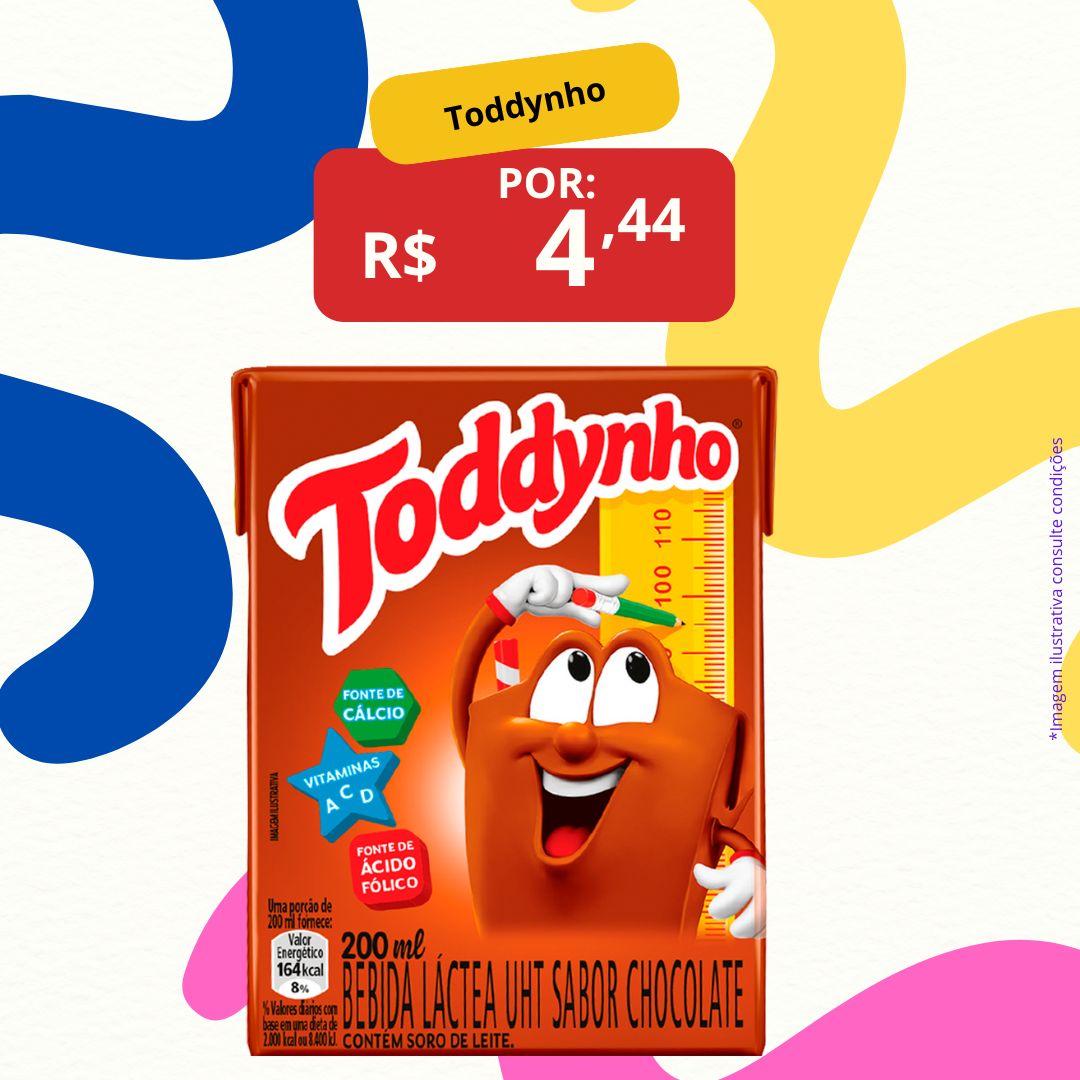 Toddynho
POR:
R$ 4,44
Toddynho®
110
100
FONTE DE
CÁLCIO
VITAMINAS
A C D
FONTE DE
ÁCIDO
FÓLICO
IMAGEM ILUSTRATIVA
Uma porção de
200 ml fornece:
Valor
Energético
164 kcal
8%
% Valores diários com
base em uma dieta de
2.000 kcal ou 8.400 kJ.
200 ml
BEBIDA LÁCTEA UHT SABOR CHOCOLATE
CONTÉM SORO DE LEITE.
*Imagem ilustrativa consulte condições